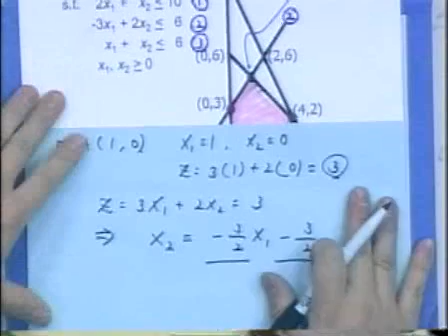 s.t. 2x₁ + x₂ ≤ 10 ①
-3x₁ + 2x₂ ≤ 6 ②
x₁ + x₂ ≤ 6 ③
x₁, x₂ ≥ 0
②
(0,6)
(2,6)
(0,3)
(4,2)
(1,0) x₁=1, x₂=0
Z = 3(1)+2(0)= ③
Z = 3x₁ + 2x₂ = 3
⇒ x₂ = -3/2 x₁ - 3/2